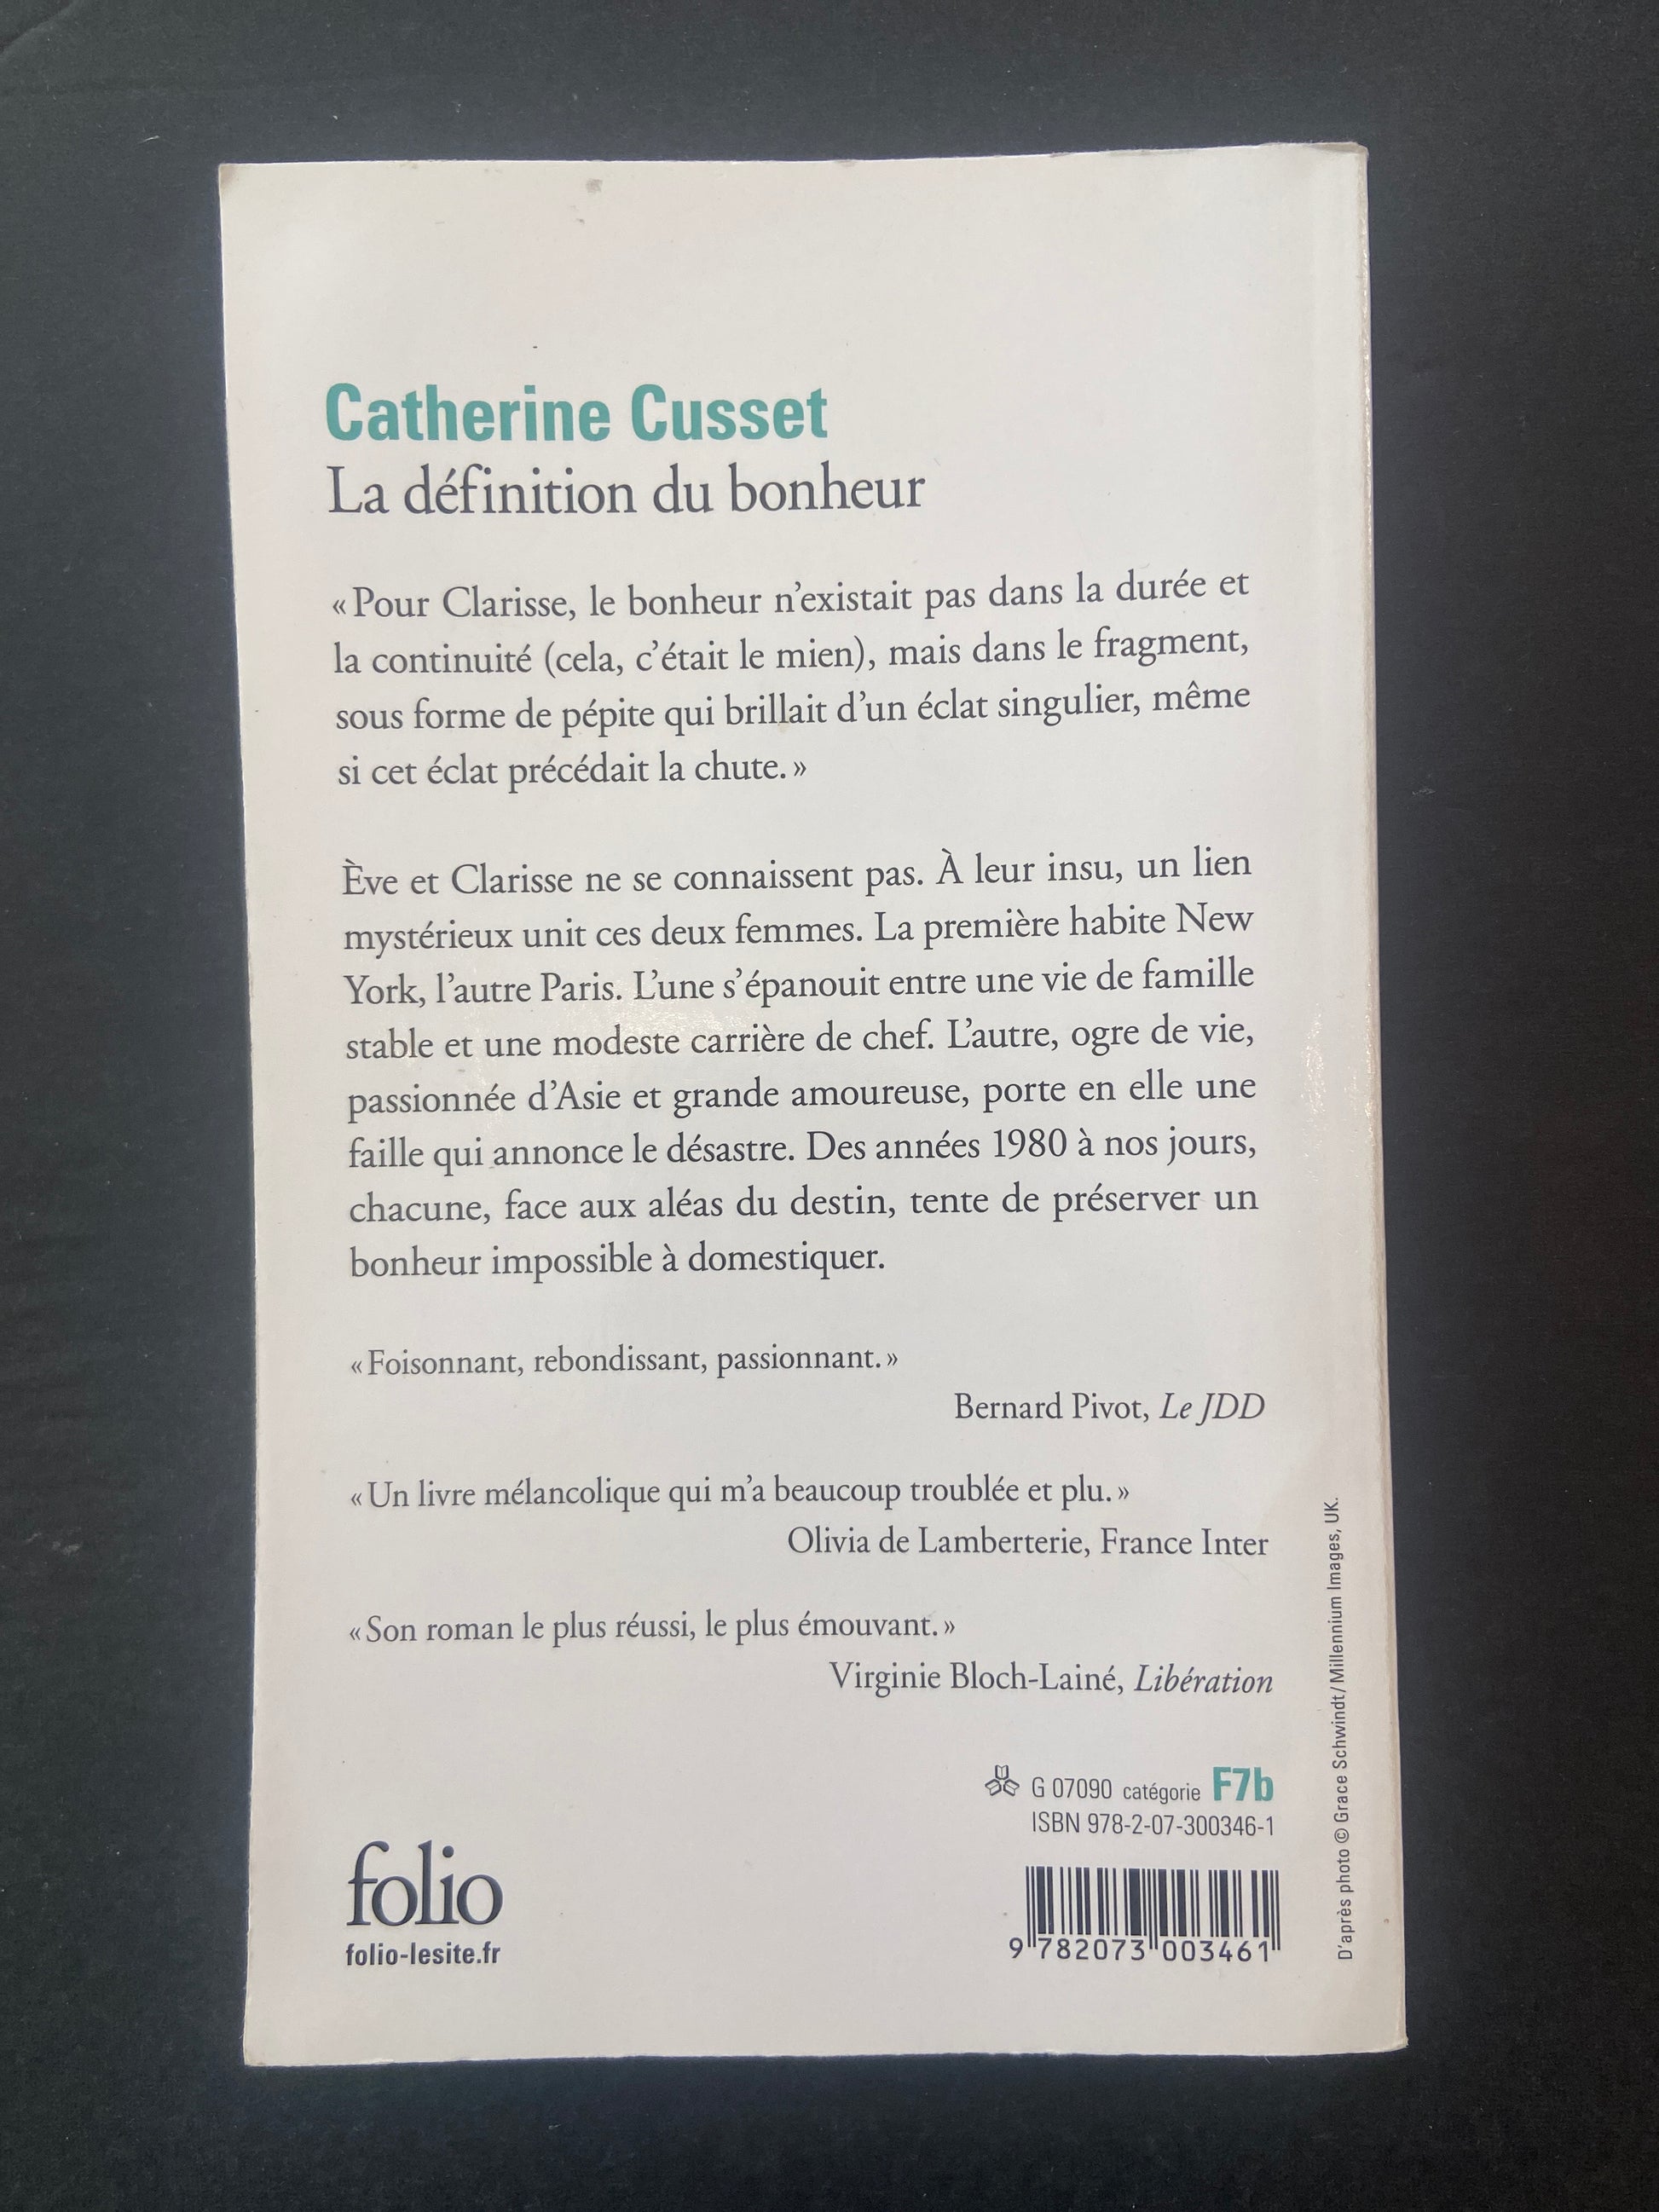 Catherine Cusset
La définition du bonheur
« Pour Clarisse, le bonheur n’existait pas dans la durée et
la continuité (cela, c’était le mien), mais dans le fragment,
sous forme de pépite qui brillait d’un éclat singulier, même
si cet éclat précédait la chute. »
Ève et Clarisse ne se connaissent pas. À leur insu, un lien
mystérieux unit ces deux femmes. La première habite New
York, l’autre Paris. L’une s’épanouit entre une vie de famille
stable et une modeste carrière de chef. L’autre, ogre de vie,
passionnée d’Asie et grande amoureuse, porte en elle une
faille qui annonce le désastre. Des années 1980 à nos jours,
chacune, face aux aléas du destin, tente de préserver un
bonheur impossible à domestiquer.
« Foisonnant, rebondissant, passionnant. »
Bernard Pivot, Le JDD
« Un livre mélancolique qui m’a beaucoup troublée et plu. »
Olivia de Lamberterie, France Inter
« Son roman le plus réussi, le plus émouvant. »
Virginie Bloch-Lainé, Libération
G 07090 catégorie F7b
ISBN 978-2-07-300346-1
9 782073 003461
folio
folio-lesite.fr
D’après photo © Grace Schwindt / Millennium Images, UK.